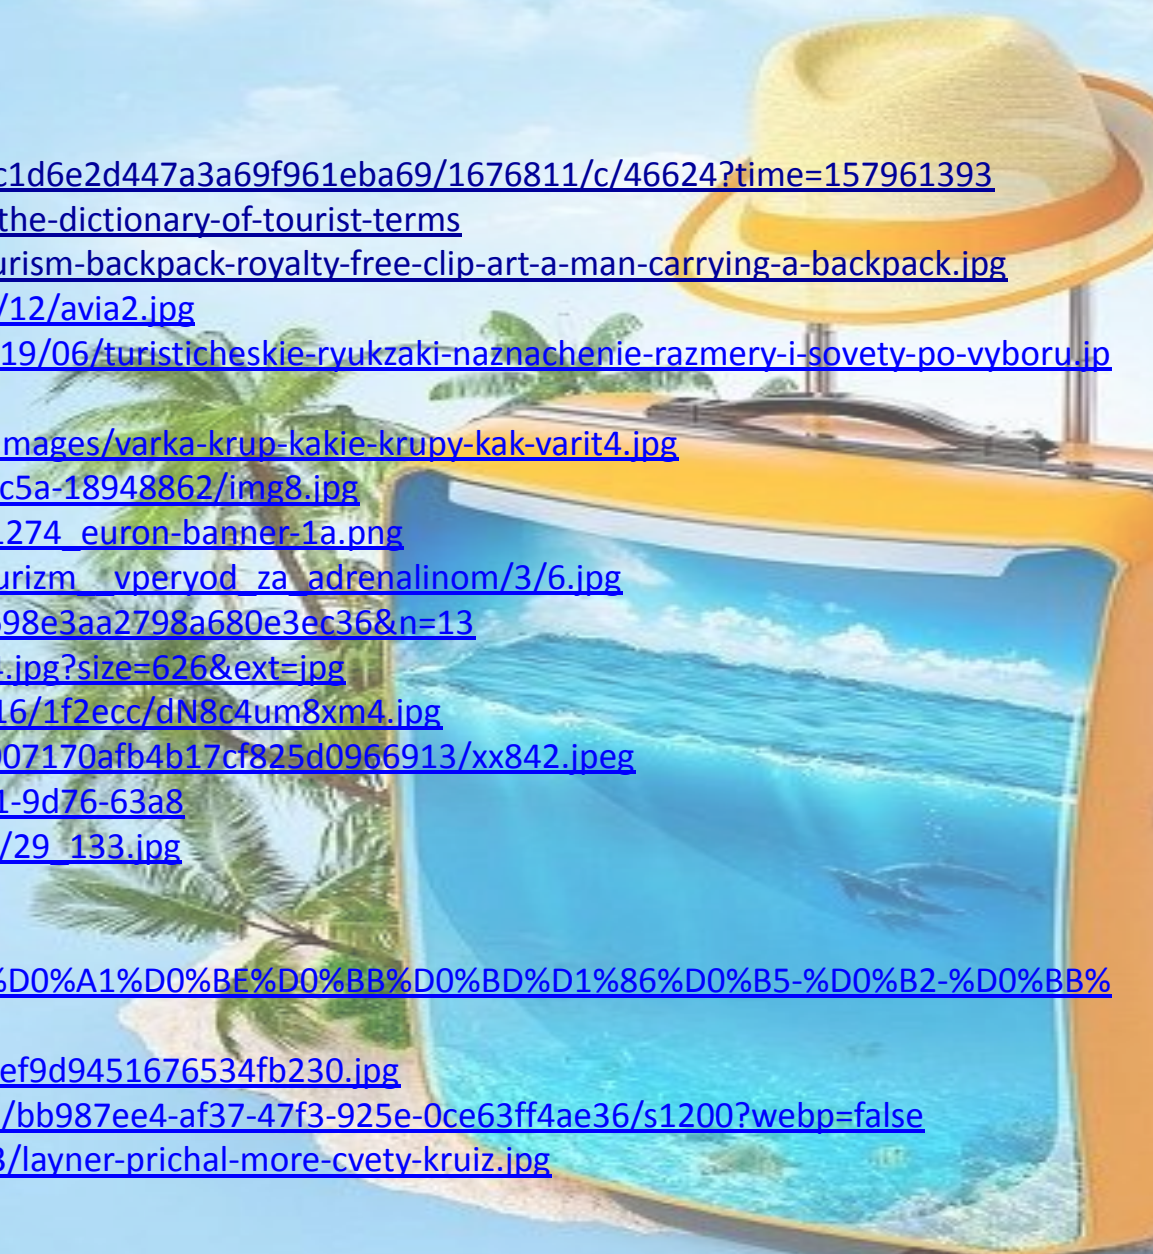 c1d6e2d447a3a69f961eba69/1676811/c/46624?time=157961393
the-dictionary-of-tourist-terms
urism-backpack-royalty-free-clip-art-a-man-carrying-a-backpack.jpg
/12/avia2.jpg
19/06/turisticheskie-ryukzaki-naznachenie-razmery-i-sovety-po-vyboru.jp
mages/varka-krup-kakie-krupy-kak-varit4.jpg
c5a-18948862/img8.jpg
1274_euron-banner-1a.png
urizm__vperyod_za_adrenalinom/3/6.jpg
698e3aa2798a680e3ec36&n=13
4.jpg?size=626&ext=jpg
16/1f2ecc/dN8c4um8xm4.jpg
007170afb4b17cf825d0966913/xx842.jpeg
1-9d76-63a8
/29_133.jpg
%D0%A1%D0%BE%D0%BB%D0%BD%D1%86%D0%B5-%D0%B2-%D0%BB%
ef9d9451676534fb230.jpg
/bb987ee4-af37-47f3-925e-0ce63ff4ae36/s1200?webp=false
3/layner-prichal-more-cvety-kruiz.jpg